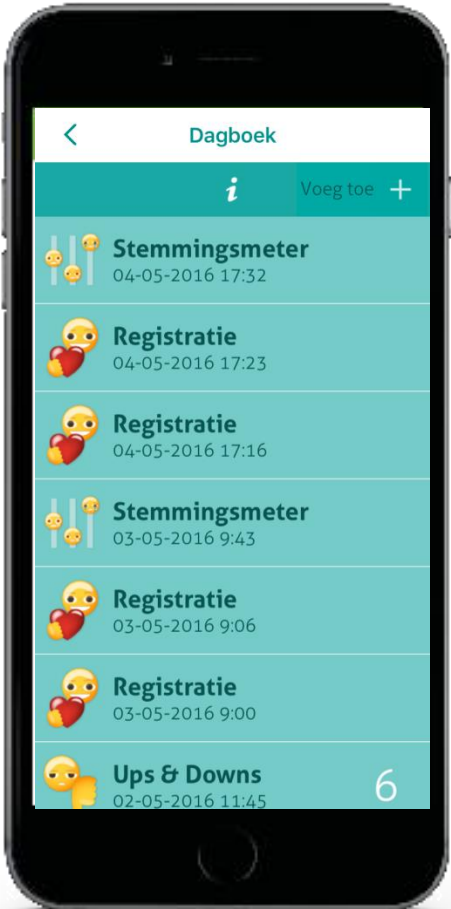 Dagboek
i Voeg toe +
Stemmingsmeter
04-05-2016 17:32
Registratie
04-05-2016 17:23
Registratie
04-05-2016 17:16
Stemmingsmeter
03-05-2016 9:43
Registratie
03-05-2016 9:06
Registratie
03-05-2016 9:00
Ups & Downs 6
02-05-2016 11:45